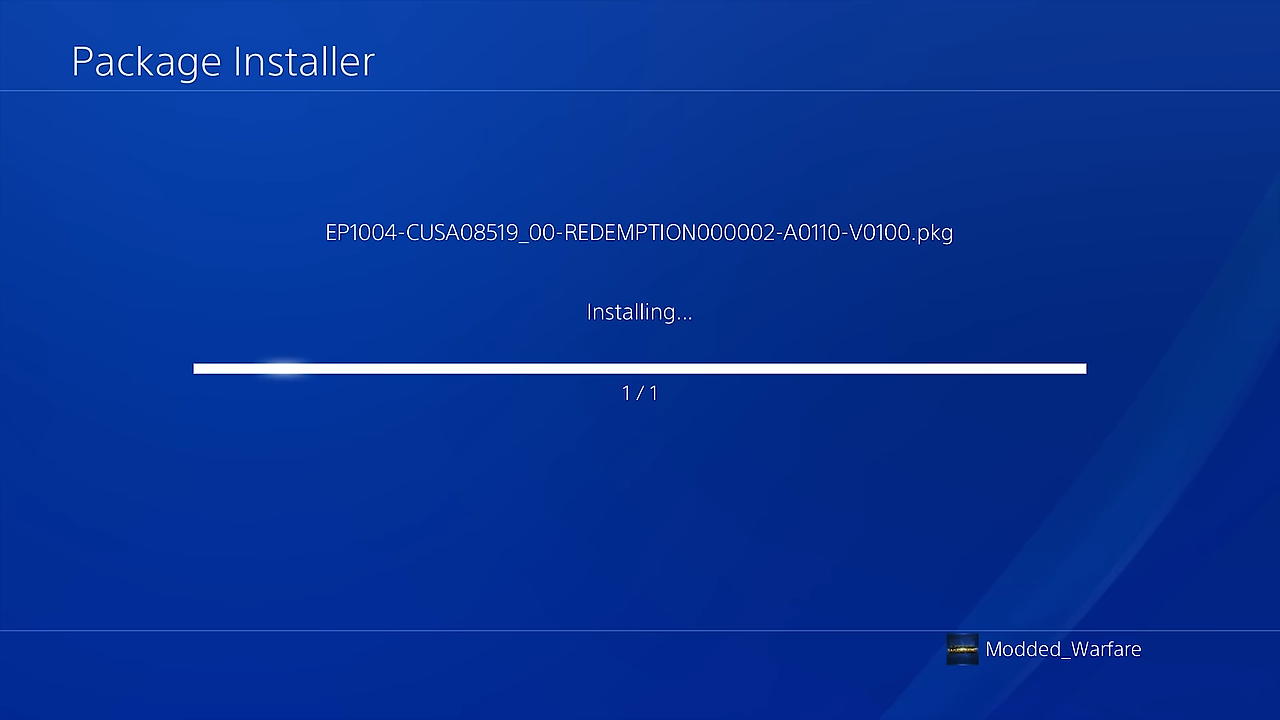 Package Installer
EP1004-CUSA08519_00-REDEMPTION000002-A0110-V0100.pkg
Installing...
1 / 1
Modded_Warfare